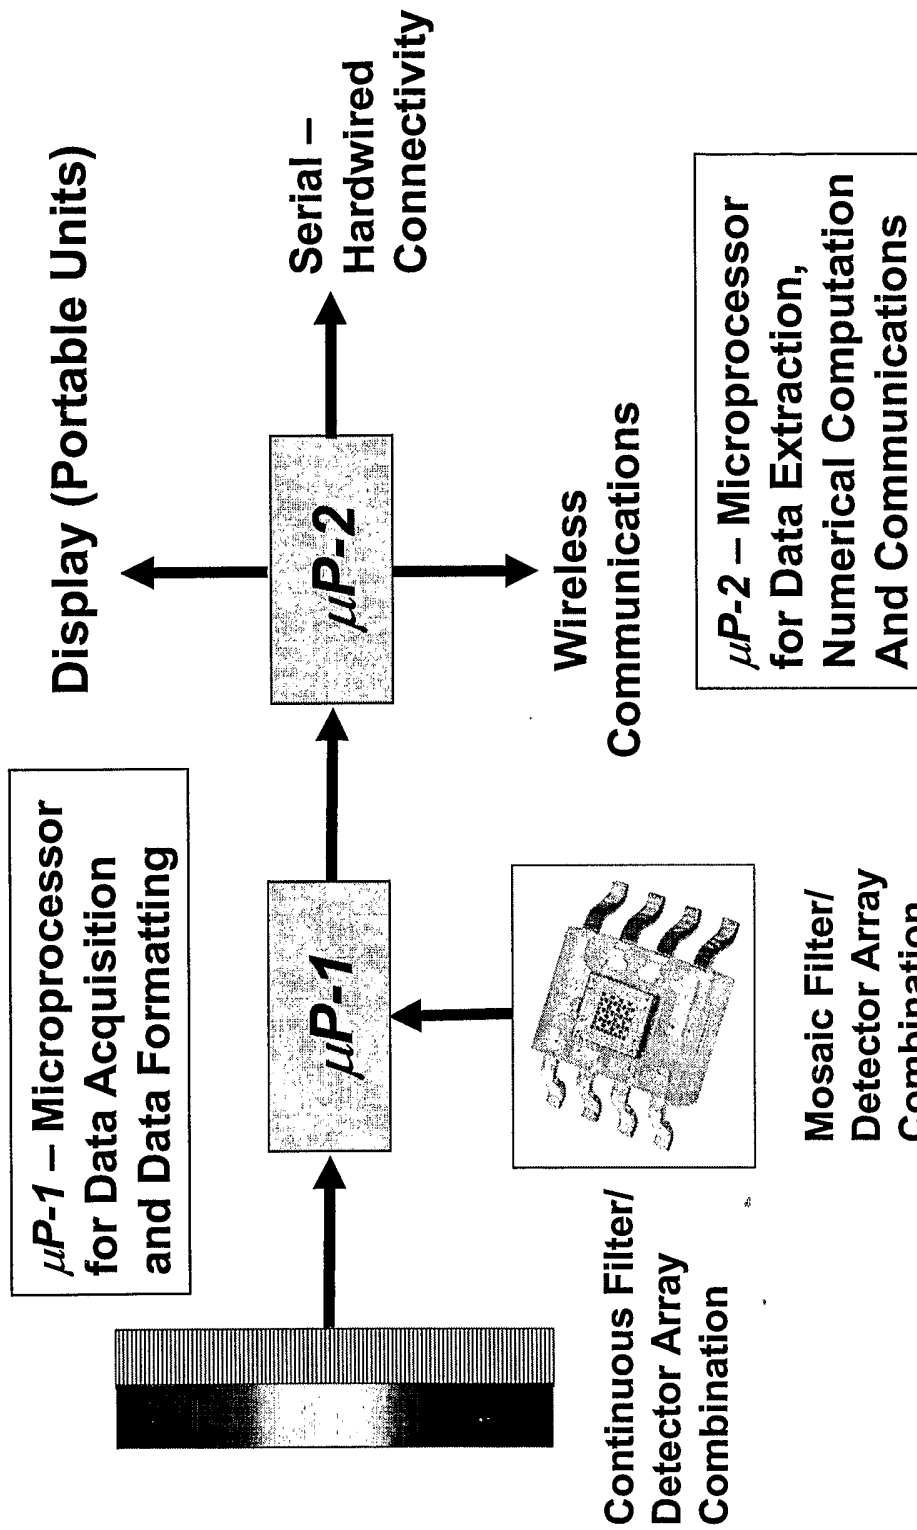 μP-1 – Microprocessor
for Data Acquisition
and Data Formatting
Display (Portable Units)
μP-1
μP-2
Serial –
Hardwired
Connectivity
Continuous Filter/
Detector Array
Combination
Mosaic Filter/
Detector Array
Combination
Wireless
Communications
μP-2 – Microprocessor
for Data Extraction,
Numerical Computation
And Communications